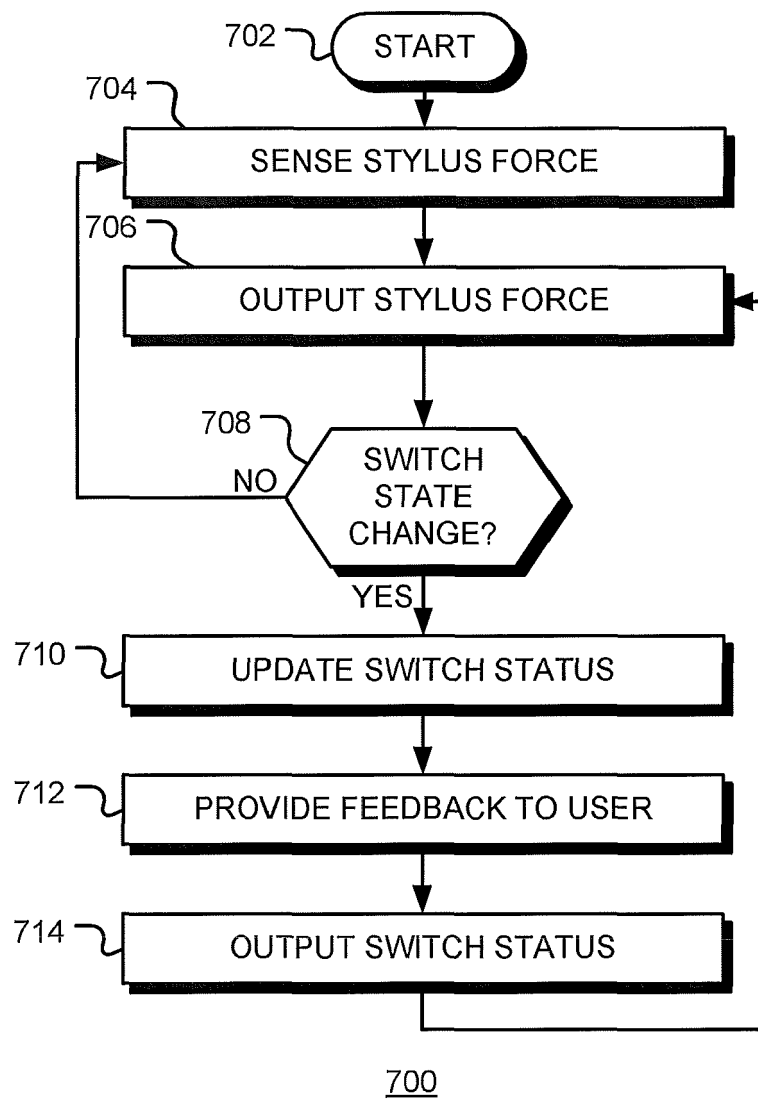 702
START
704
SENSE STYLUS FORCE
706
OUTPUT STYLUS FORCE
708
SWITCH
STATE
CHANGE?
NO
YES
710
UPDATE SWITCH STATUS
712
PROVIDE FEEDBACK TO USER
714
OUTPUT SWITCH STATUS
700